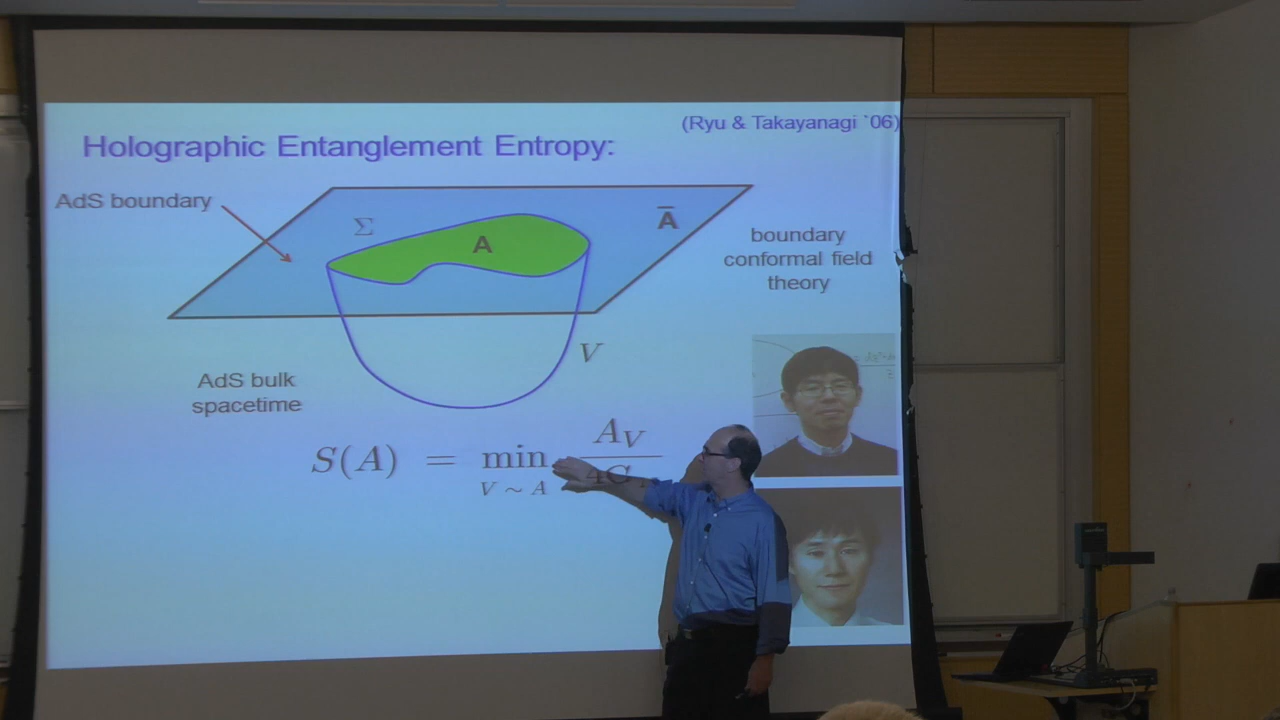 (Ryu & Takayanagi `06)
Holographic Entanglement Entropy:
AdS boundary
Σ
A
Ā
boundary
conformal field
theory
V
AdS bulk
spacetime
S(A) = min A_V
V ~ A 4G